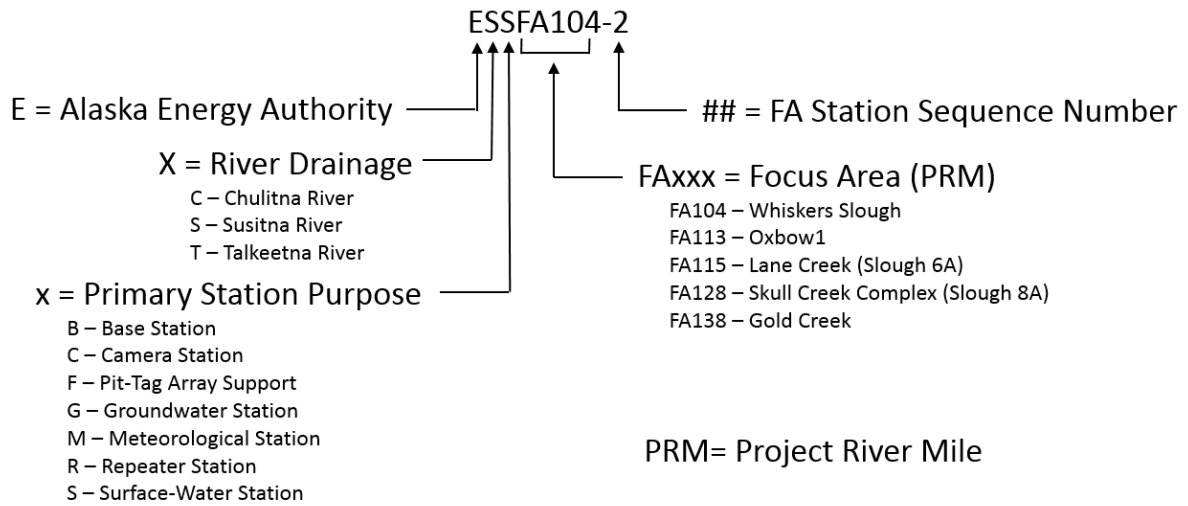 ESSFA104-2
E = Alaska Energy Authority
X = River Drainage
C – Chulitna River
S – Susitna River
T – Talkeetna River
x = Primary Station Purpose
B – Base Station
C – Camera Station
F – Pit-Tag Array Support
G – Groundwater Station
M – Meteorological Station
R – Repeater Station
S – Surface-Water Station
## = FA Station Sequence Number
FAxxx = Focus Area (PRM)
FA104 – Whiskers Slough
FA113 – Oxbow1
FA115 – Lane Creek (Slough 6A)
FA128 – Skull Creek Complex (Slough 8A)
FA138 – Gold Creek
PRM= Project River Mile